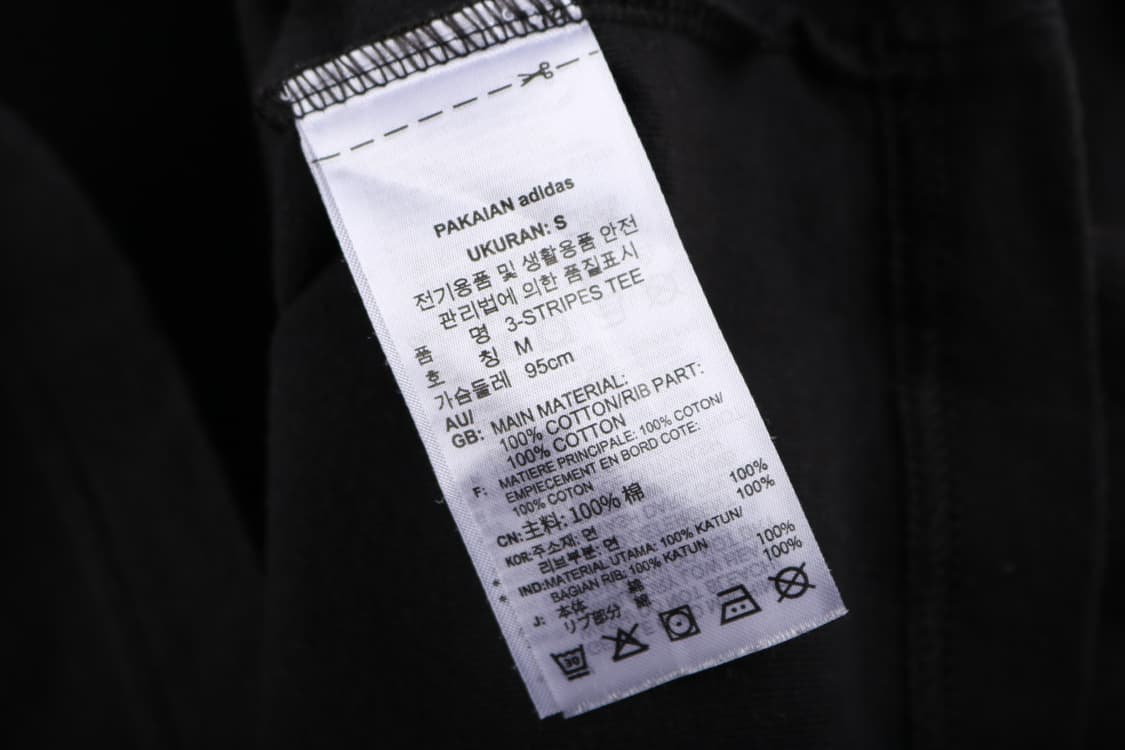 PAKAIAN adidas
UKURAN: S
전기용품 및 생활용품 안전
관리법에 의한 품질표시
품 명 3-STRIPES TEE
호 칭 M
가슴둘레 95cm
AU/
GB: MAIN MATERIAL:
100% COTTON/RIB PART:
100% COTTON
F: MATIERE PRINCIPALE: 100% COTON/
EMPIECEMENT EN BORD COTE:
100% COTON
CN: 主料: 100% 棉
KOR: 주소재: 면 100%
리브부분: 면 100%
IND: MATERIAL UTAMA: 100% KATUN/
BAGIAN RIB: 100% KATUN
J: 本体 綿 100%
リブ部分 綿 100%
30